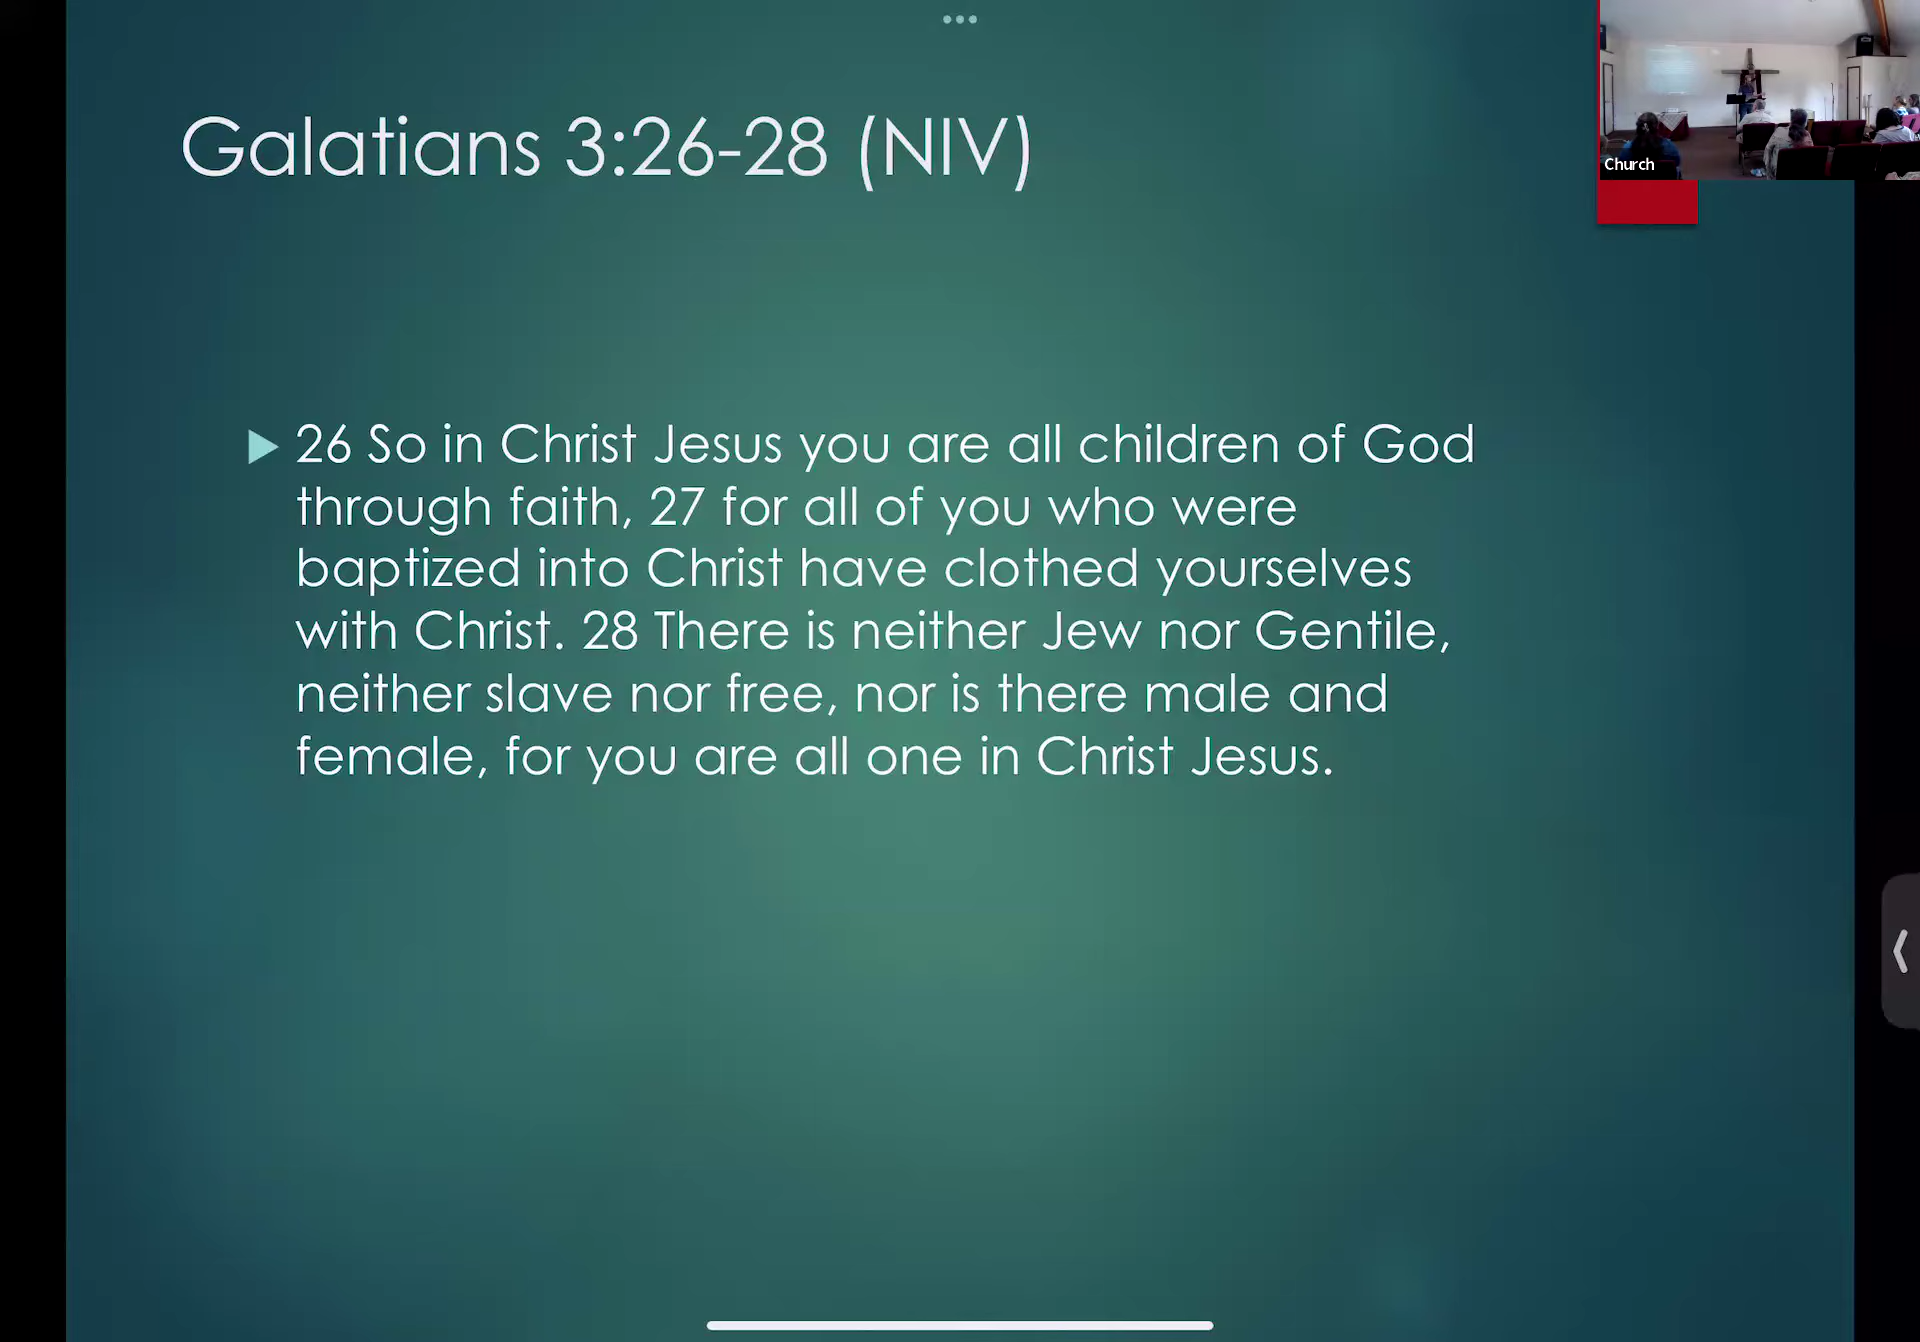 Galatians 3:26-28 (NIV)
Church
26 So in Christ Jesus you are all children of God
through faith, 27 for all of you who were
baptized into Christ have clothed yourselves
with Christ. 28 There is neither Jew nor Gentile,
neither slave nor free, nor is there male and
female, for you are all one in Christ Jesus.